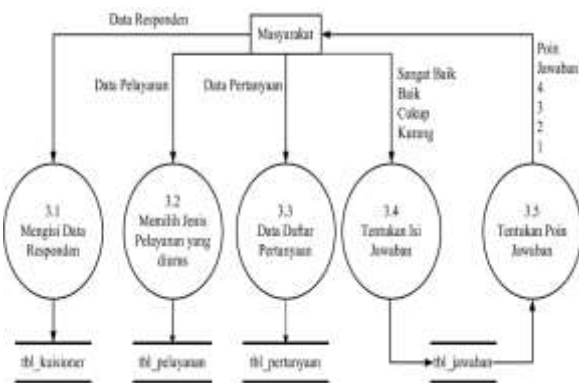 Data Responden
Masyarakat
Poin
Jawaban
4
3
2
1
Data Pelayanan
Data Pertanyaan
Sangat Baik
Baik
Cukup
Kurang
3.1
Mengisi Data
Responden
3.2
Memilih Jenis
Pelayanan yang
diurus
3.3
Data Daftar
Pertanyaan
3.4
Tentukan Isi
Jawaban
3.5
Tentukan Poin
Jawaban
tbl_kuisioner
tbl_pelayanan
tbl_pertanyaan
tbl_jawaban